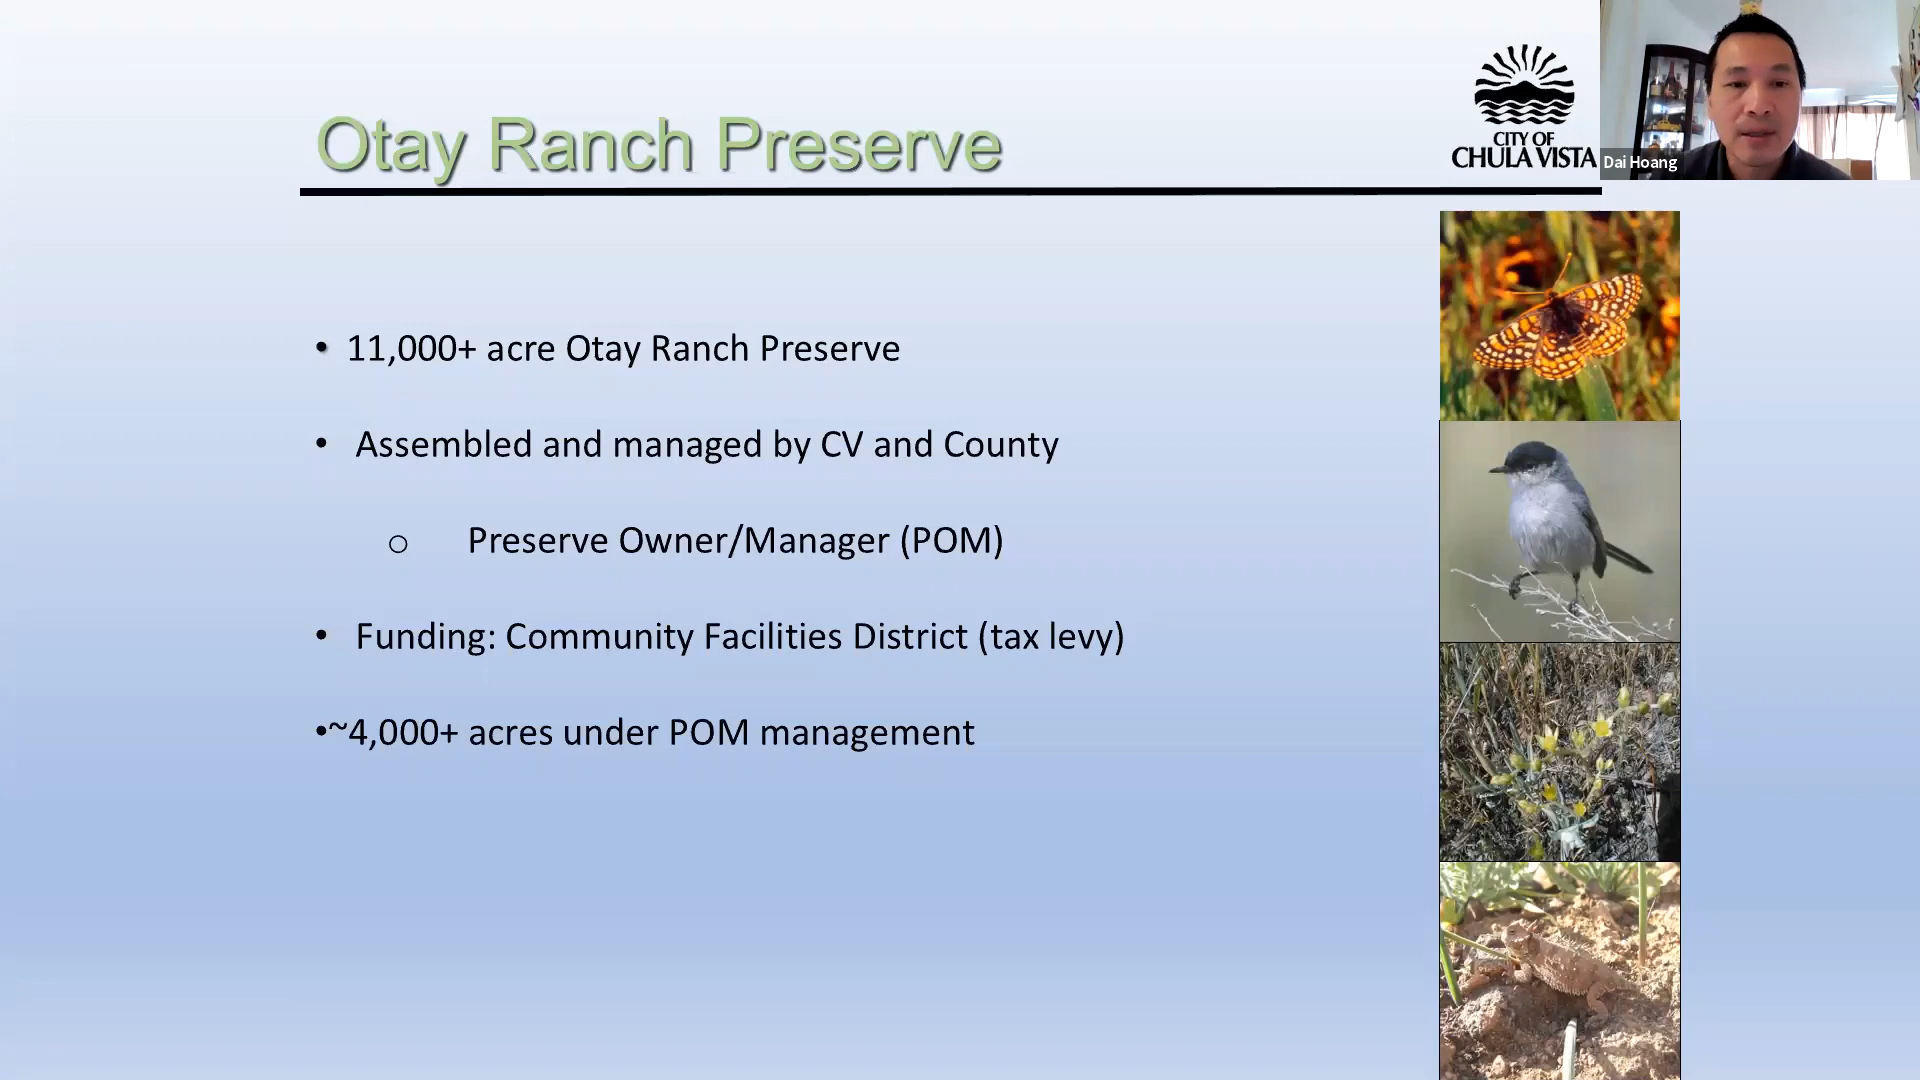 Otay Ranch Preserve
CITY OF
CHULA VISTA
Dai Hoang
• 11,000+ acre Otay Ranch Preserve
• Assembled and managed by CV and County
o Preserve Owner/Manager (POM)
• Funding: Community Facilities District (tax levy)
•~4,000+ acres under POM management